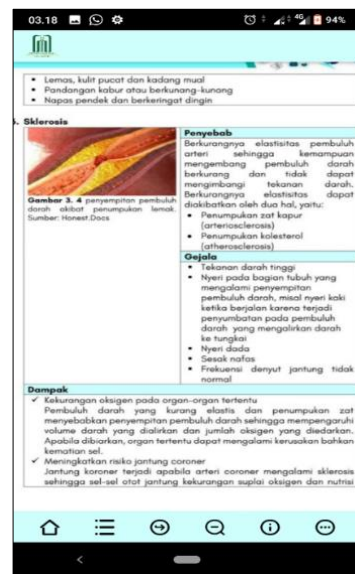 03.18
4G
94%
Lemas, kulit pucat dan kadang mual
Pandangan kabur atau berkunang-kunang
Napas pendek dan berkeringat dingin
. Sklerosis
Gambar 3. 4 penyempitan pembuluh
darah akibat penumpukan lemak.
Sumber: Honest.Docs
Penyebab
Berkurangnya elastisitas pembuluh
arteri sehingga kemampuan
mengembang pembuluh darah
berkurang dan tidak dapat
mengimbangi tekanan darah.
Berkurangnya elastisitas dapat
diakibatkan oleh dua hal, yaitu:
Penumpukan zat kapur
(arteriosclerosis)
Penumpukan kolesterol
(atherosclerosis)
Gejala
Tekanan darah tinggi
Nyeri pada bagian tubuh yang
mengalami penyempitan
pembuluh darah, misal nyeri kaki
ketika berjalan karena terjadi
penyumbatan pada pembuluh
darah yang mengalirkan darah
ke tungkai
Nyeri dada
Sesak nafas
Frekuensi denyut jantung tidak
normal
Dampak
✓ Kekurangan oksigen pada organ-organ tertentu
Pembuluh darah yang kurang elastis dan penumpukan zat
menyebabkan penyempitan pembuluh darah sehingga mempengaruhi
volume darah yang dialirkan dan jumlah oksigen yang diedarkan.
Apabila dibiarkan, organ tertentu dapat mengalami kerusakan bahkan
kematian sel.
✓ Meningkatkan risiko jantung coroner
Jantung koroner terjadi apabila arteri coroner mengalami sklerosis
sehingga sel-sel otot jantung kekurangan suplai oksigen dan nutrisi